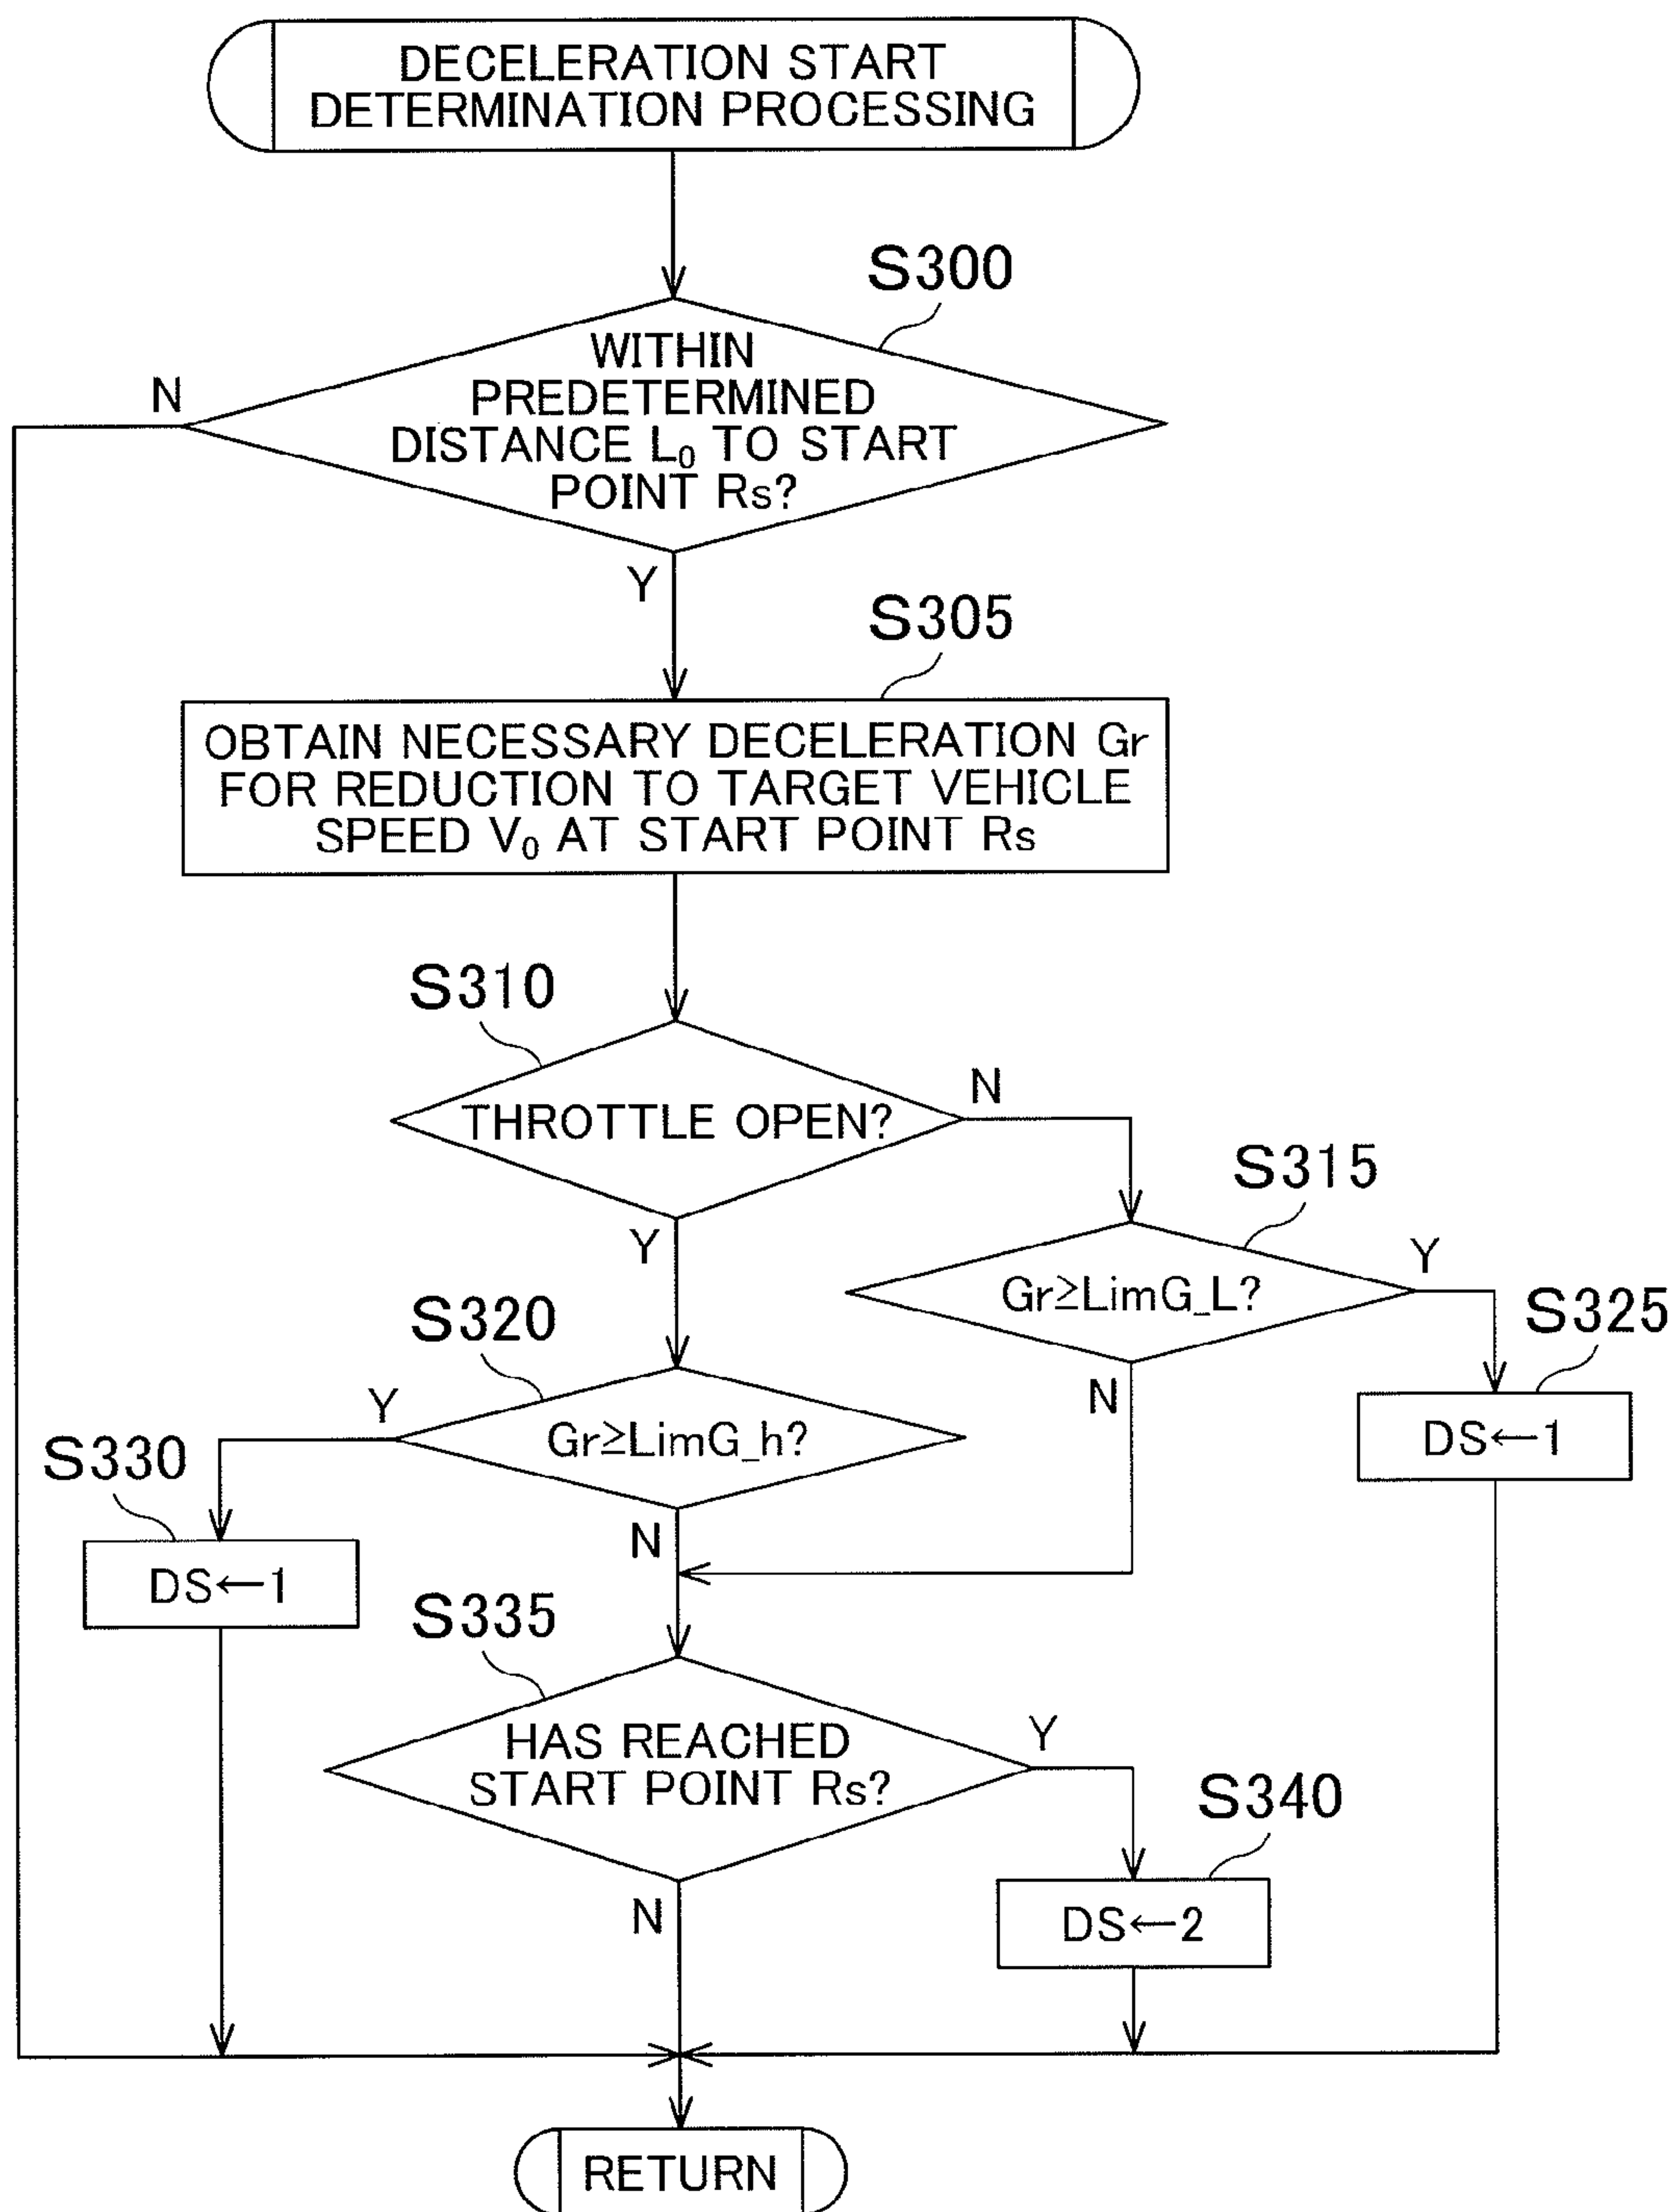 DECELERATION START
DETERMINATION PROCESSING
S300
WITHIN
PREDETERMINED
DISTANCE L₀ TO START
POINT Rs?
N
Y
S305
OBTAIN NECESSARY DECELERATION Gr
FOR REDUCTION TO TARGET VEHICLE
SPEED V₀ AT START POINT Rs
S310
THROTTLE OPEN?
N
Y
S315
Gr≥LimG_L?
Y
N
S325
DS←1
S320
Gr≥LimG_h?
Y
N
S330
DS←1
S335
HAS REACHED
START POINT Rs?
Y
N
S340
DS←2
RETURN